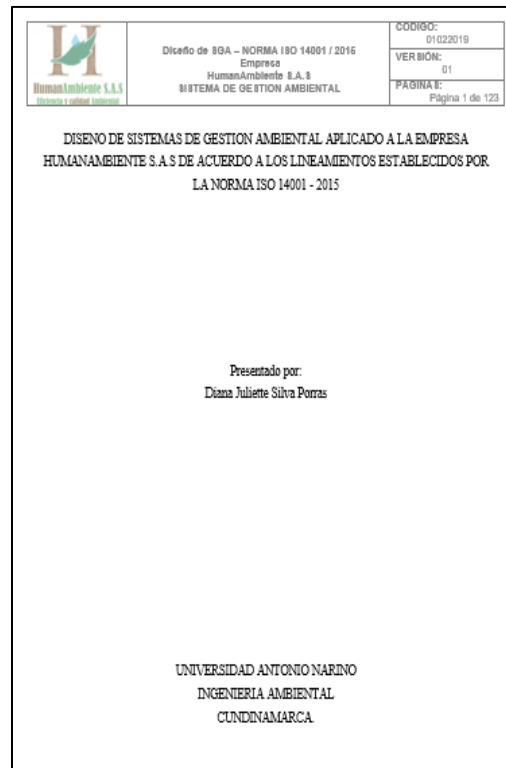 HumanAmbiente S.A.S
Eficiencia y calidad Ambiental
Diseño de SGA – NORMA ISO 14001 / 2015
Empresa
HumanAmbiente S.A.S
SISTEMA DE GESTION AMBIENTAL
CODIGO:
01022019
VERSIÓN:
01
PAGINAS:
Página 1 de 123
DISENO DE SISTEMAS DE GESTION AMBIENTAL APLICADO A LA EMPRESA
HUMANAMBIENTE S.A.S DE ACUERDO A LOS LINEAMIENTOS ESTABLECIDOS POR
LA NORMA ISO 14001 - 2015
Presentado por:
Diana Juliette Silva Porras
UNIVERSIDAD ANTONIO NARINO
INGENIERIA AMBIENTAL
CUNDINAMARCA.